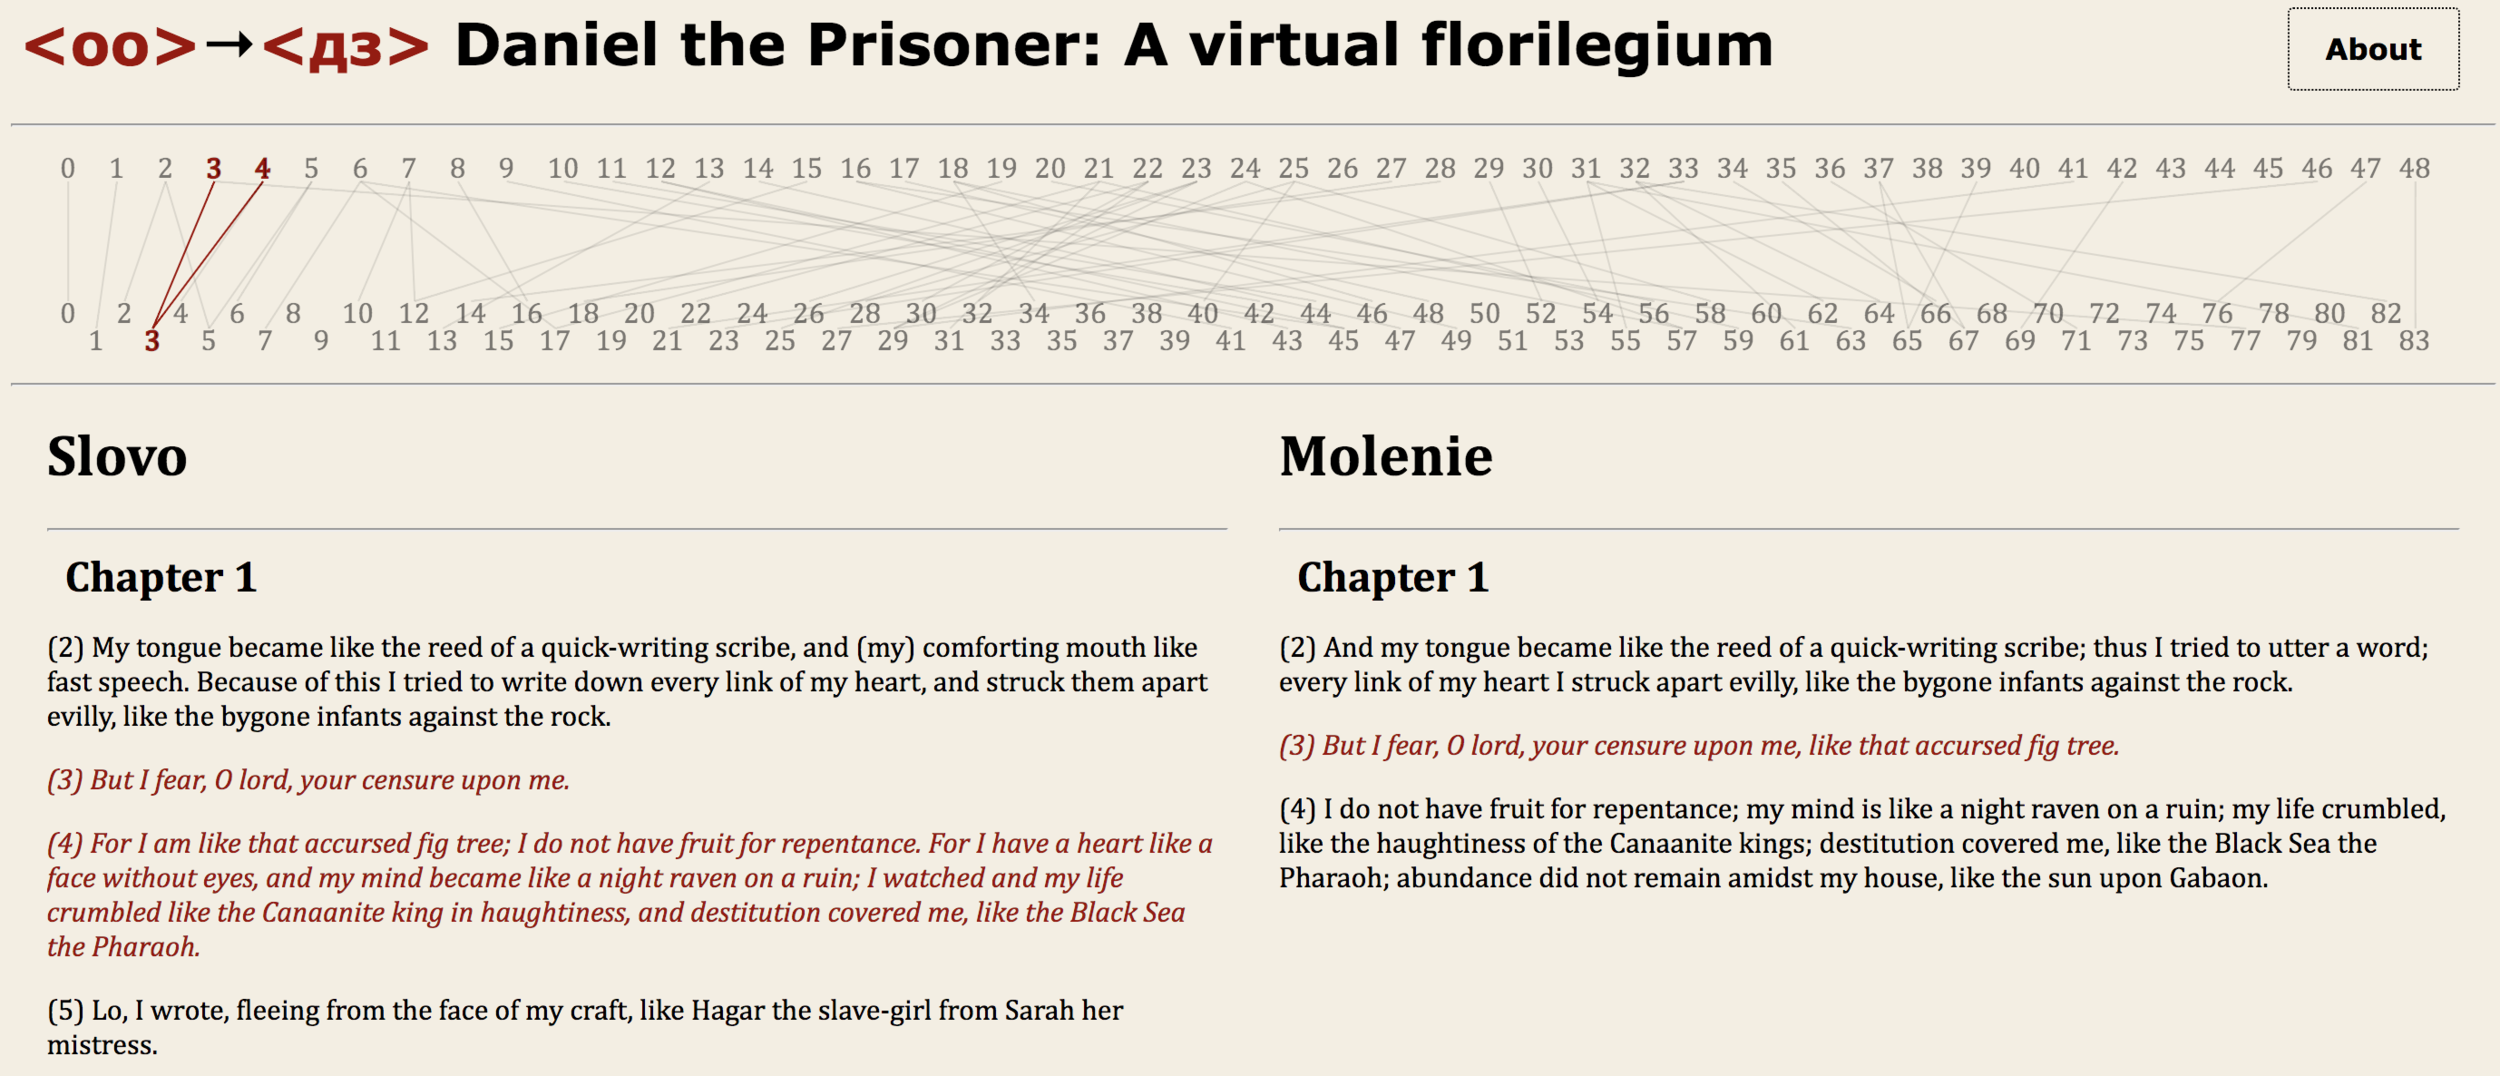 <oo>→<дз> Daniel the Prisoner: A virtual florilegium
About
0 1 2 3 4 5 6 7 8 9 10 11 12 13 14 15 16 17 18 19 20 21 22 23 24 25 26 27 28 29 30 31 32 33 34 35 36 37 38 39 40 41 42 43 44 45 46 47 48
0 2 4 6 8 10 12 14 16 18 20 22 24 26 28 30 32 34 36 38 40 42 44 46 48 50 52 54 56 58 60 62 64 66 68 70 72 74 76 78 80 82
1 3 5 7 9 11 13 15 17 19 21 23 25 27 29 31 33 35 37 39 41 43 45 47 49 51 53 55 57 59 61 63 65 67 69 71 73 75 77 79 81 83
Slovo
Chapter 1
(2) My tongue became like the reed of a quick-writing scribe, and (my) comforting mouth like
fast speech. Because of this I tried to write down every link of my heart, and struck them apart
evilly, like the bygone infants against the rock.
(3) But I fear, O lord, your censure upon me.
(4) For I am like that accursed fig tree; I do not have fruit for repentance. For I have a heart like a
face without eyes, and my mind became like a night raven on a ruin; I watched and my life
crumbled like the Canaanite king in haughtiness, and destitution covered me, like the Black Sea
the Pharaoh.
(5) Lo, I wrote, fleeing from the face of my craft, like Hagar the slave-girl from Sarah her
mistress.
Molenie
Chapter 1
(2) And my tongue became like the reed of a quick-writing scribe; thus I tried to utter a word;
every link of my heart I struck apart evilly, like the bygone infants against the rock.
(3) But I fear, O lord, your censure upon me, like that accursed fig tree.
(4) I do not have fruit for repentance; my mind is like a night raven on a ruin; my life crumbled,
like the haughtiness of the Canaanite kings; destitution covered me, like the Black Sea the
Pharaoh; abundance did not remain amidst my house, like the sun upon Gabaon.